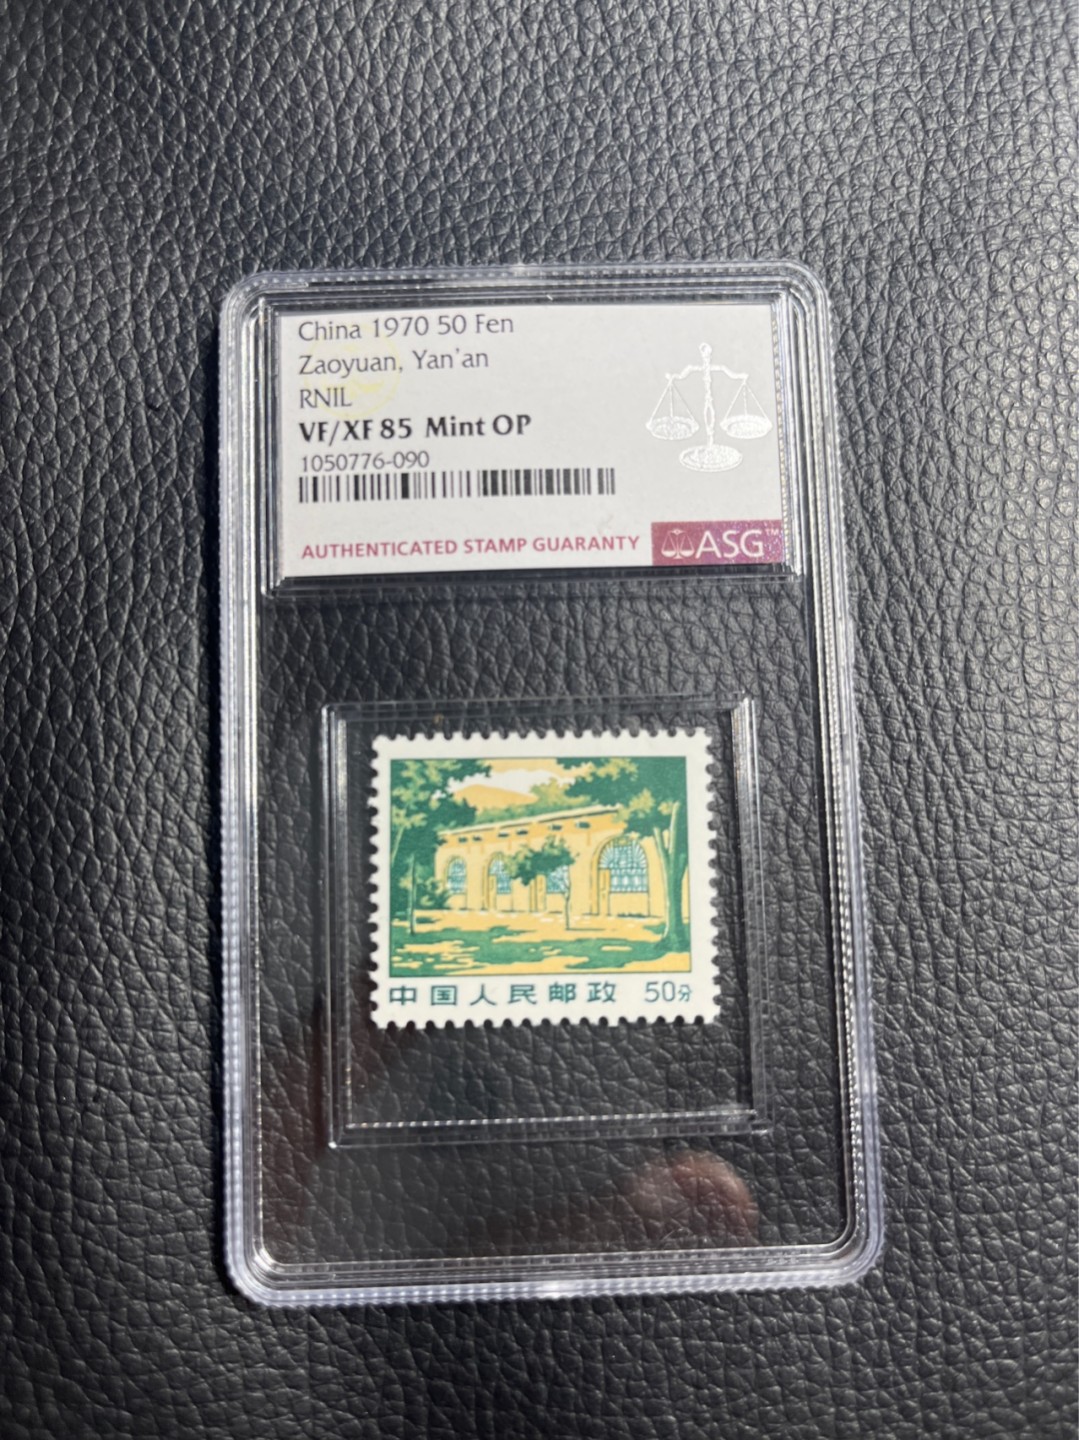 China 1970 50 Fen
Zaoyuan, Yan'an
RNIL
VF/XF 85 Mint OP
1050776-090
AUTHENTICATED STAMP GUARANTY ASG™
中国人民邮政 50分